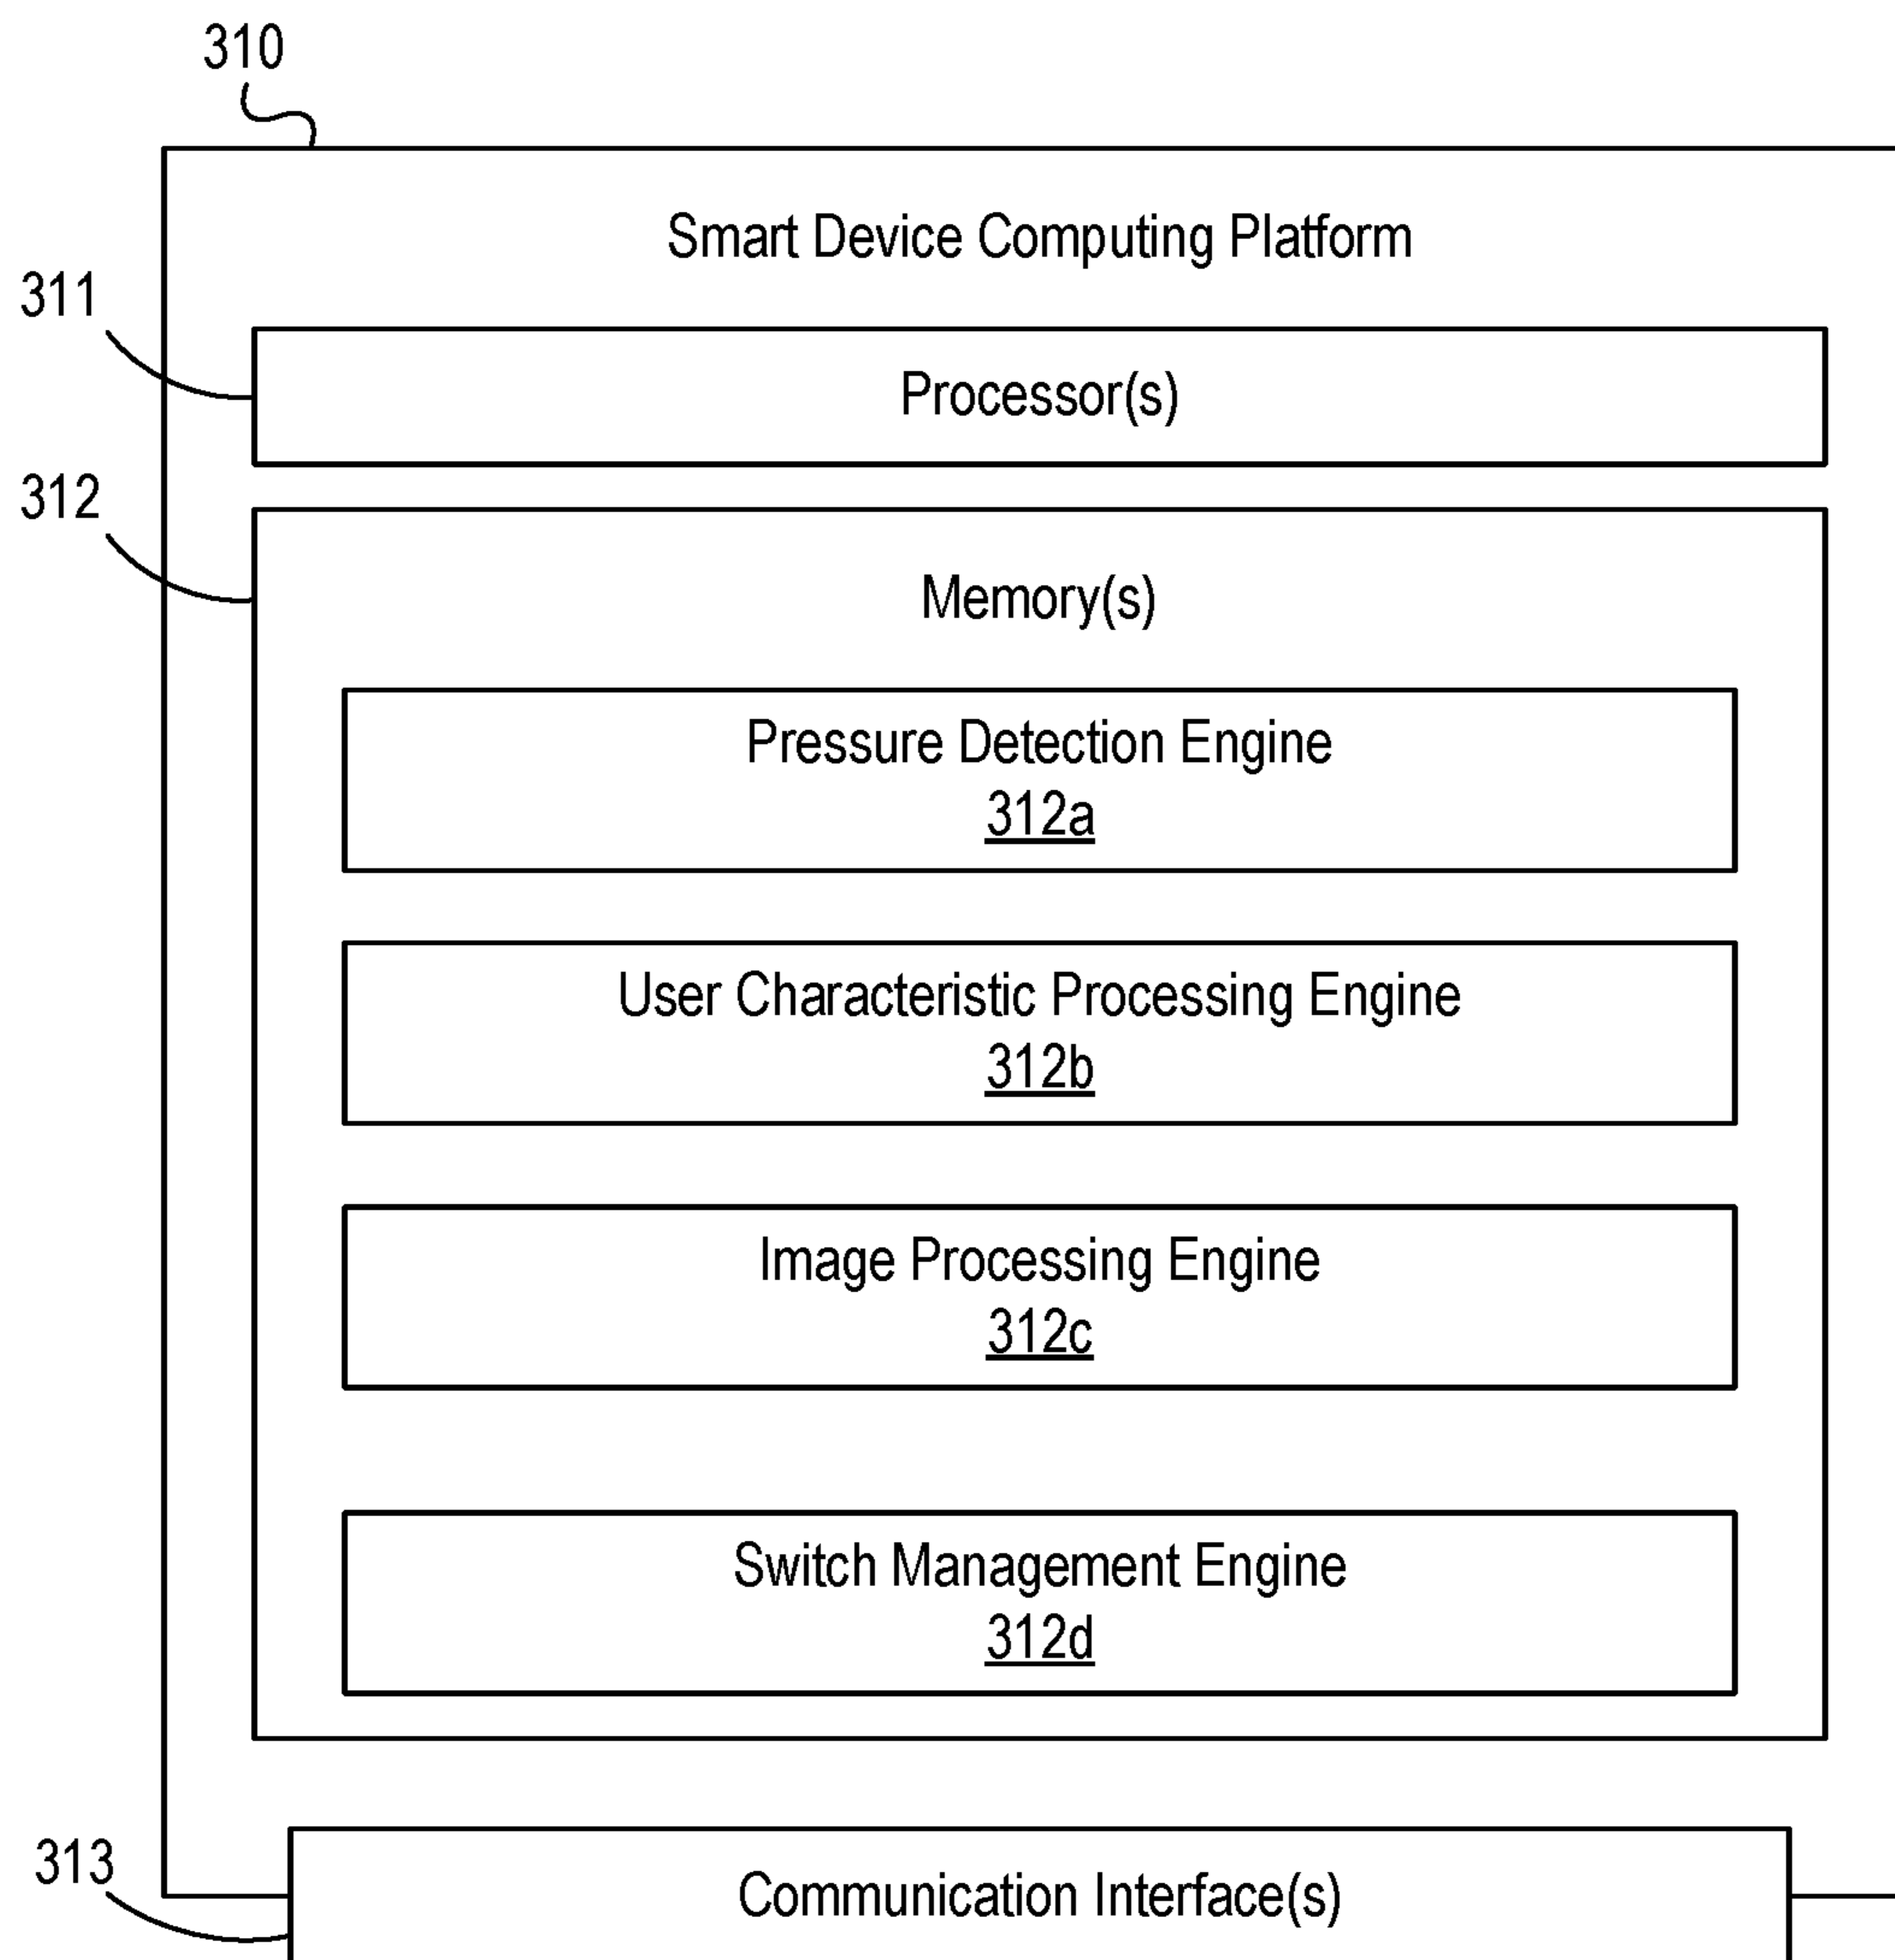 310
Smart Device Computing Platform
311
Processor(s)
312
Memory(s)
Pressure Detection Engine
312a
User Characteristic Processing Engine
312b
Image Processing Engine
312c
Switch Management Engine
312d
313
Communication Interface(s)